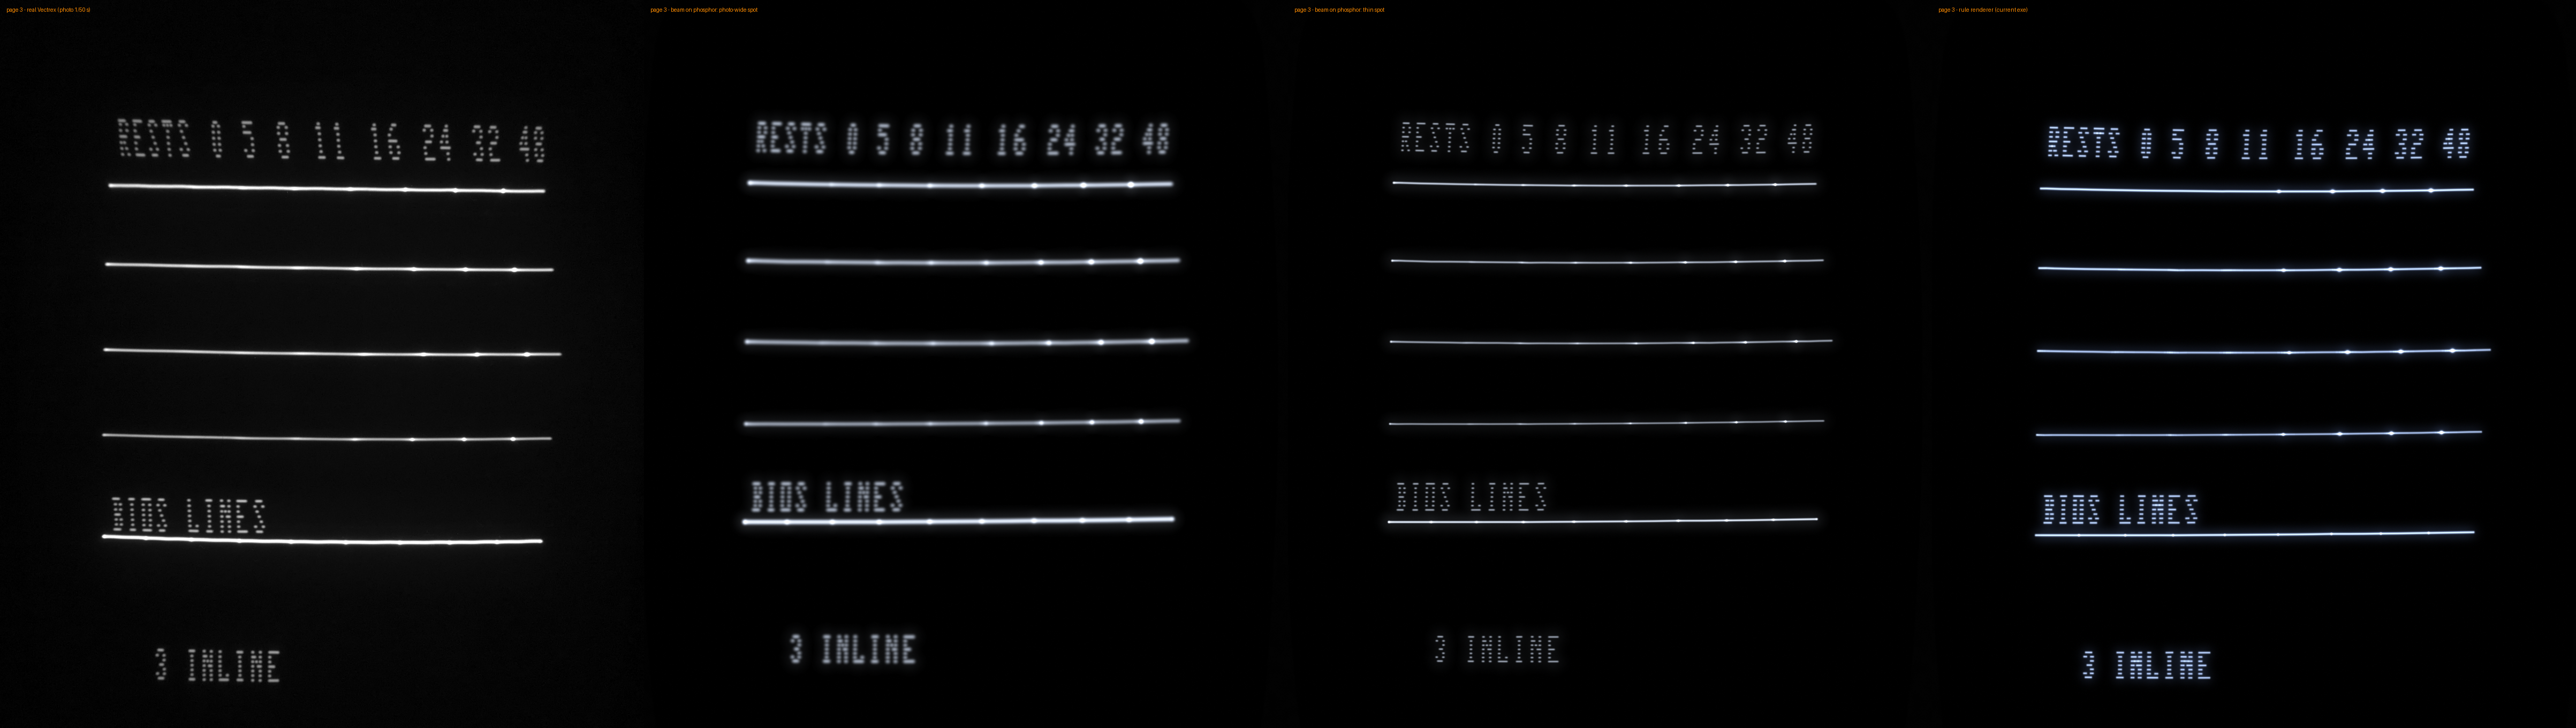 page 3 - real Vectrex (photo 1/50 s)
RESTS 0 5 8 11 16 24 32 48
BIOS LINES
3 INLINE
page 3 - beam on phosphor: photo-wide spot
RESTS 0 5 8 11 16 24 32 48
BIOS LINES
3 INLINE
page 3 - beam on phosphor: thin spot
RESTS 0 5 8 11 16 24 32 48
BIOS LINES
3 INLINE
page 3 - rule renderer (current exe)
RESTS 0 5 8 11 16 24 32 48
BIOS LINES
3 INLINE